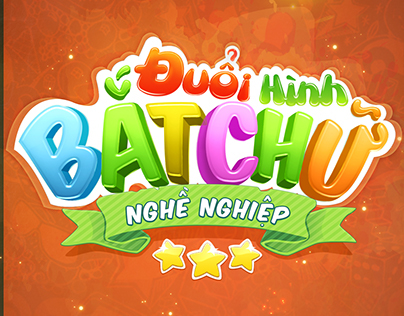 Đuổi Hình
BẮT CHỮ
NGHỀ NGHIỆP